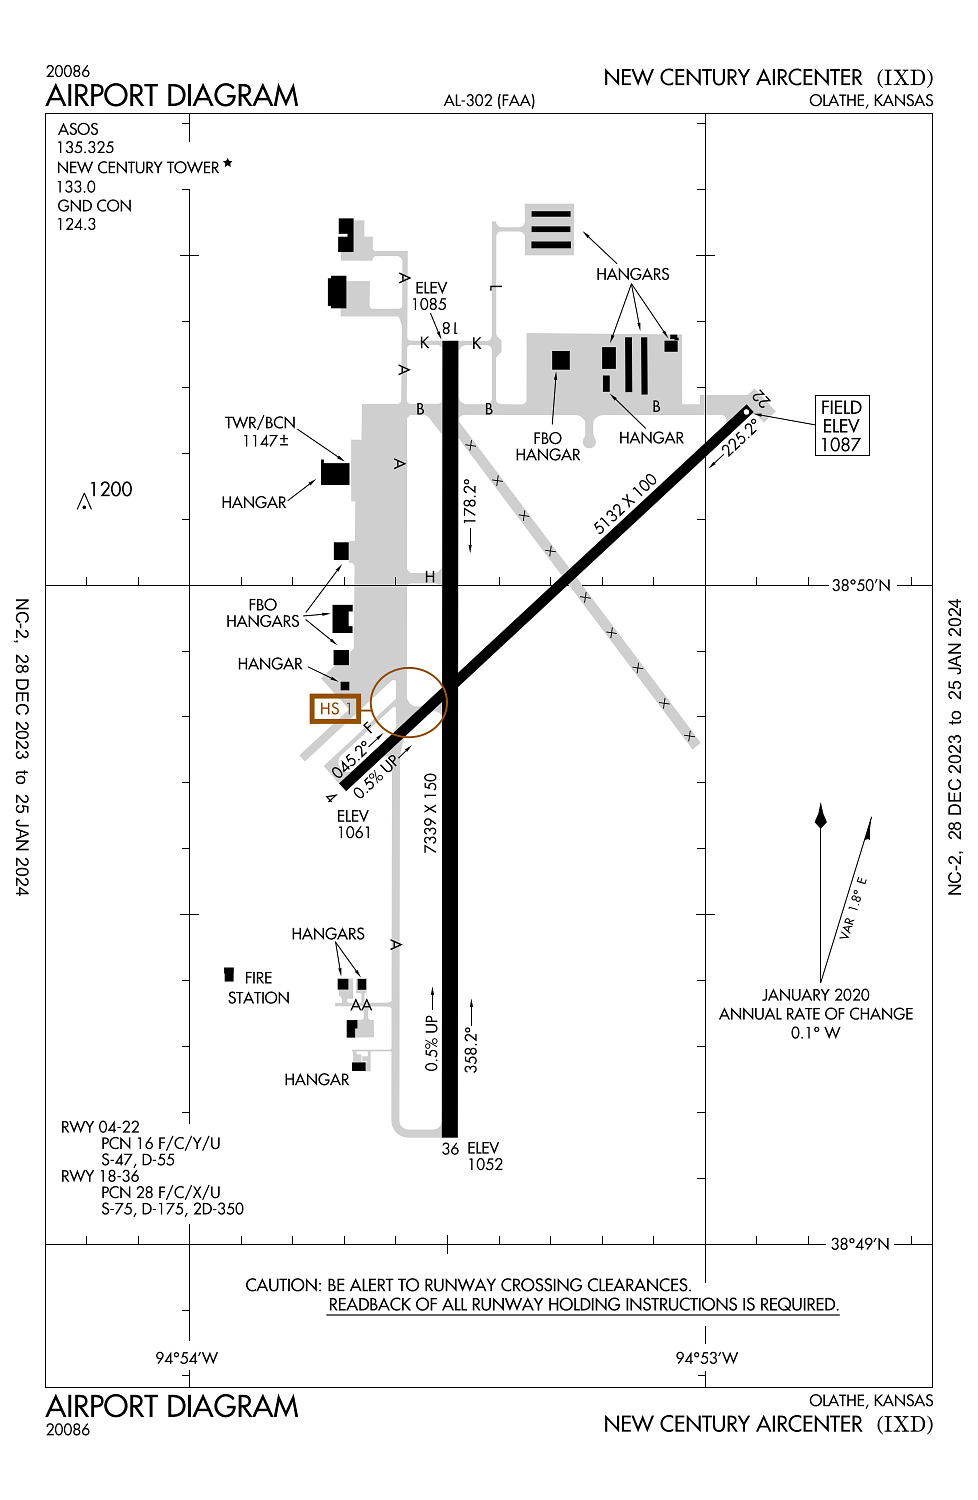 20086
AIRPORT DIAGRAM
AL-302 (FAA)
NEW CENTURY AIRCENTER (IXD)
OLATHE, KANSAS
ASOS
135.325
NEW CENTURY TOWER ★
133.0
GND CON
124.3
HANGARS
A
ELEV
1085
L
18
K
K
A
B
B
B
22
FIELD
ELEV
1087
TWR/BCN
1147±
FBO
HANGAR
HANGAR
225.2°
A
HANGAR
1200
178.2°
5132 X 100
X
X
X
X
X
X
X
X
X
H
38°50'N
FBO
HANGARS
HANGAR
HS 1
F
045.2°
0.5% UP
4
ELEV
1061
7339 X 150
NC-2, 28 DEC 2023 to 25 JAN 2024
NC-2, 28 DEC 2023 to 25 JAN 2024
VAR 1.8° E
JANUARY 2020
ANNUAL RATE OF CHANGE
0.1° W
HANGARS
A
FIRE
STATION
AA
HANGAR
0.5% UP
358.2°
36
ELEV
1052
RWY 04-22
PCN 16 F/C/Y/U
S-47, D-55
RWY 18-36
PCN 28 F/C/X/U
S-75, D-175, 2D-350
38°49'N
CAUTION: BE ALERT TO RUNWAY CROSSING CLEARANCES.
READBACK OF ALL RUNWAY HOLDING INSTRUCTIONS IS REQUIRED.
94°54'W
94°53'W
AIRPORT DIAGRAM
20086
OLATHE, KANSAS
NEW CENTURY AIRCENTER (IXD)